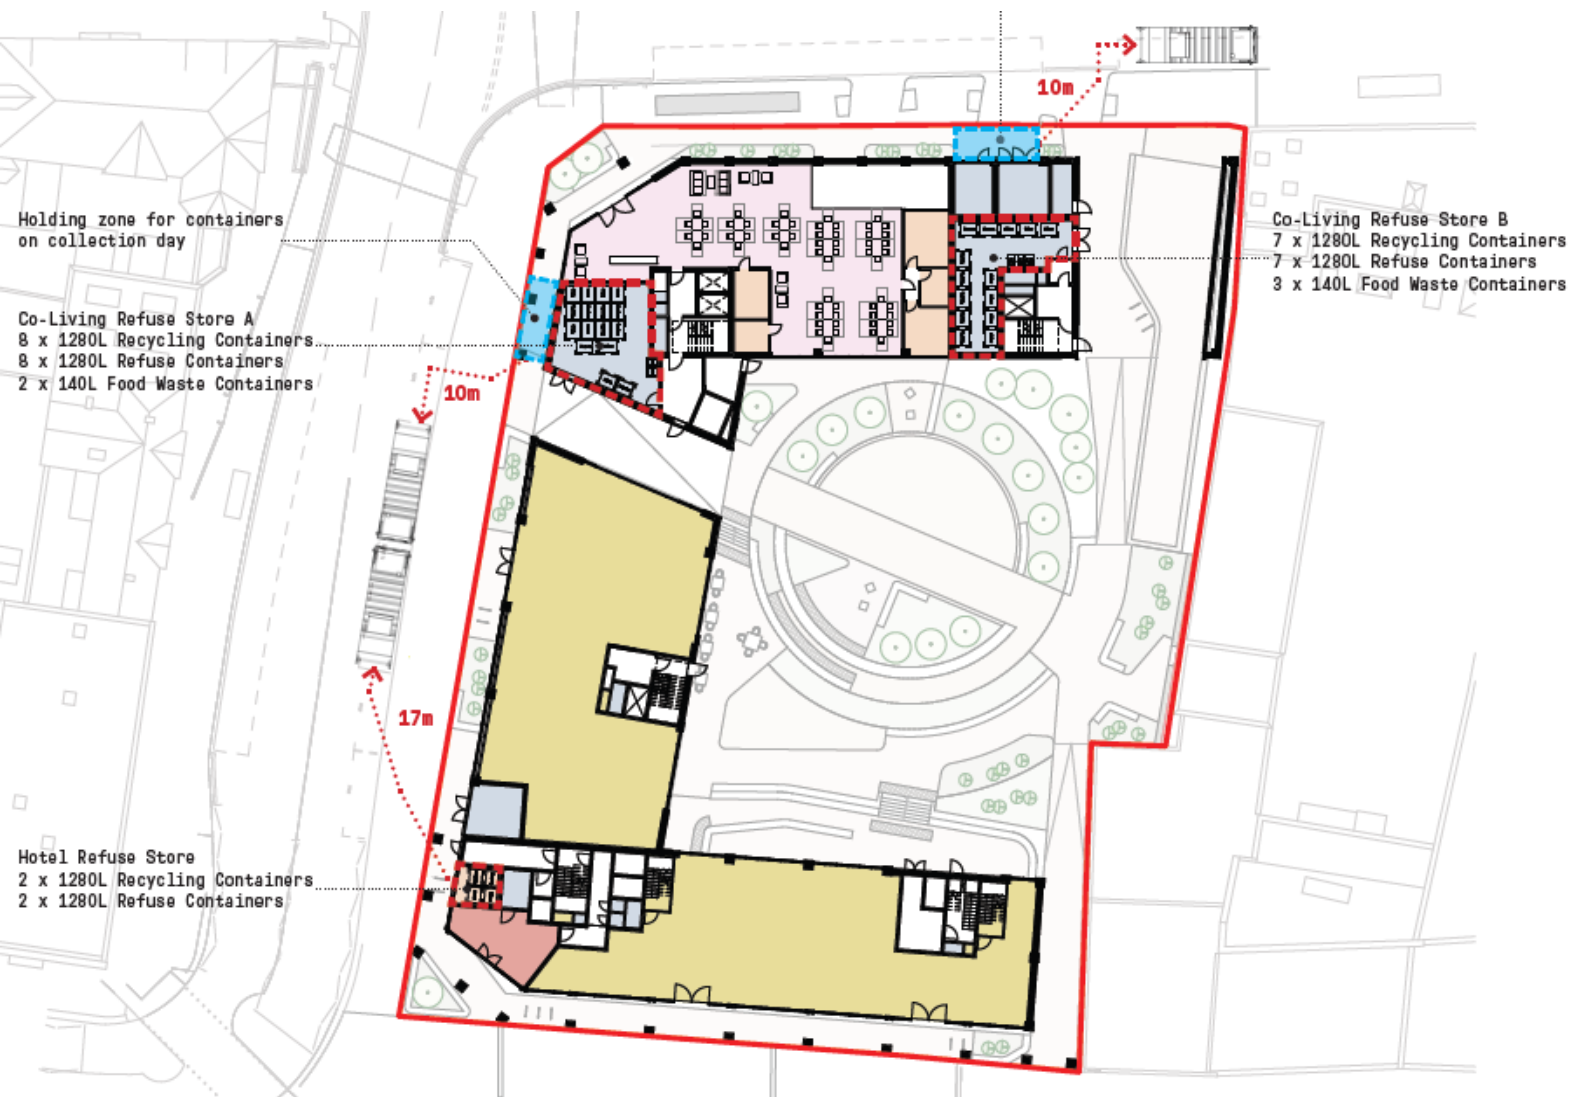 10m
Holding zone for containers
on collection day
Co-Living Refuse Store B
7 x 1280L Recycling Containers
7 x 1280L Refuse Containers
3 x 140L Food Waste Containers
Co-Living Refuse Store A
8 x 1280L Recycling Containers
8 x 1280L Refuse Containers
2 x 140L Food Waste Containers
10m
17m
Hotel Refuse Store
2 x 1280L Recycling Containers
2 x 1280L Refuse Containers